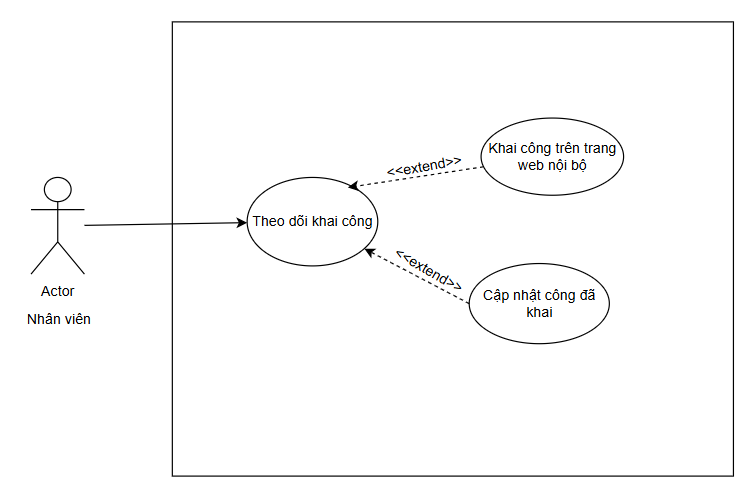 Khai công trên trang
web nội bộ
<<extend>>
Theo dõi khai công
<<extend>>
Cập nhật công đã
khai
Actor
Nhân viên